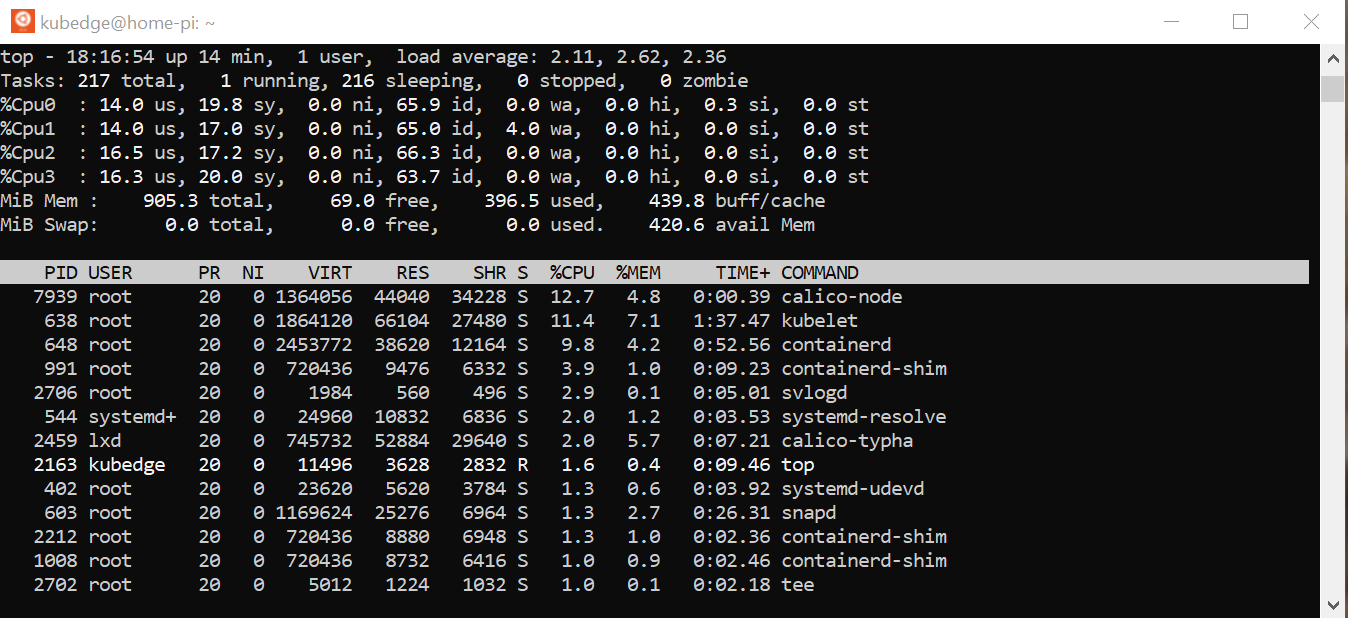 kubedge@home-pi: ~
top - 18:16:54 up 14 min,  1 user,  load average: 2.11, 2.62, 2.36
Tasks: 217 total,   1 running, 216 sleeping,   0 stopped,   0 zombie
%Cpu0  : 14.0 us, 19.8 sy,  0.0 ni, 65.9 id,  0.0 wa,  0.0 hi,  0.3 si,  0.0 st
%Cpu1  : 14.0 us, 17.0 sy,  0.0 ni, 65.0 id,  4.0 wa,  0.0 hi,  0.0 si,  0.0 st
%Cpu2  : 16.5 us, 17.2 sy,  0.0 ni, 66.3 id,  0.0 wa,  0.0 hi,  0.0 si,  0.0 st
%Cpu3  : 16.3 us, 20.0 sy,  0.0 ni, 63.7 id,  0.0 wa,  0.0 hi,  0.0 si,  0.0 st
MiB Mem :    905.3 total,     69.0 free,    396.5 used,    439.8 buff/cache
MiB Swap:      0.0 total,      0.0 free,      0.0 used.    420.6 avail Mem
    PID USER      PR  NI    VIRT    RES    SHR S  %CPU  %MEM     TIME+ COMMAND
   7939 root      20   0 1364056  44040  34228 S  12.7   4.8   0:00.39 calico-node
    638 root      20   0 1864120  66104  27480 S  11.4   7.1   1:37.47 kubelet
    648 root      20   0 2453772  38620  12164 S   9.8   4.2   0:52.56 containerd
    991 root      20   0  720436   9476   6332 S   3.9   1.0   0:09.23 containerd-shim
   2706 root      20   0    1984    560    496 S   2.9   0.1   0:05.01 svlogd
    544 systemd+  20   0   24960  10832   6836 S   2.0   1.2   0:03.53 systemd-resolve
   2459 lxd       20   0  745732  52884  29640 S   2.0   5.7   0:07.21 calico-typha
   2163 kubedge   20   0   11496   3628   2832 R   1.6   0.4   0:09.46 top
    402 root      20   0   23620   5620   3784 S   1.3   0.6   0:03.92 systemd-udevd
    603 root      20   0 1169624  25276   6964 S   1.3   2.7   0:26.31 snapd
   2212 root      20   0  720436   8880   6948 S   1.3   1.0   0:02.36 containerd-shim
   1008 root      20   0  720436   8732   6416 S   1.0   0.9   0:02.46 containerd-shim
   2702 root      20   0    5012   1224   1032 S   1.0   0.1   0:02.18 tee